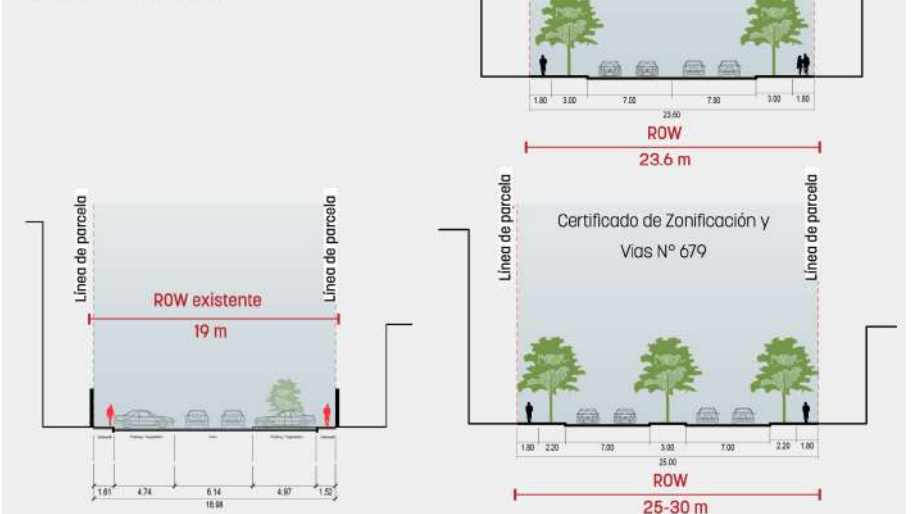 1.80 3.00 7.00 7.00 3.00 1.80
23.60
ROW
23.6 m
Línea de parcela
Línea de parcela
ROW existente
19 m
1.61 4.74 6.14 4.97 1.52
18.98
Línea de parcela
Línea de parcela
Certificado de Zonificación y
Vias N° 679
1.80 2.20 7.00 3.00 7.00 2.20 1.80
25.00
ROW
25-30 m